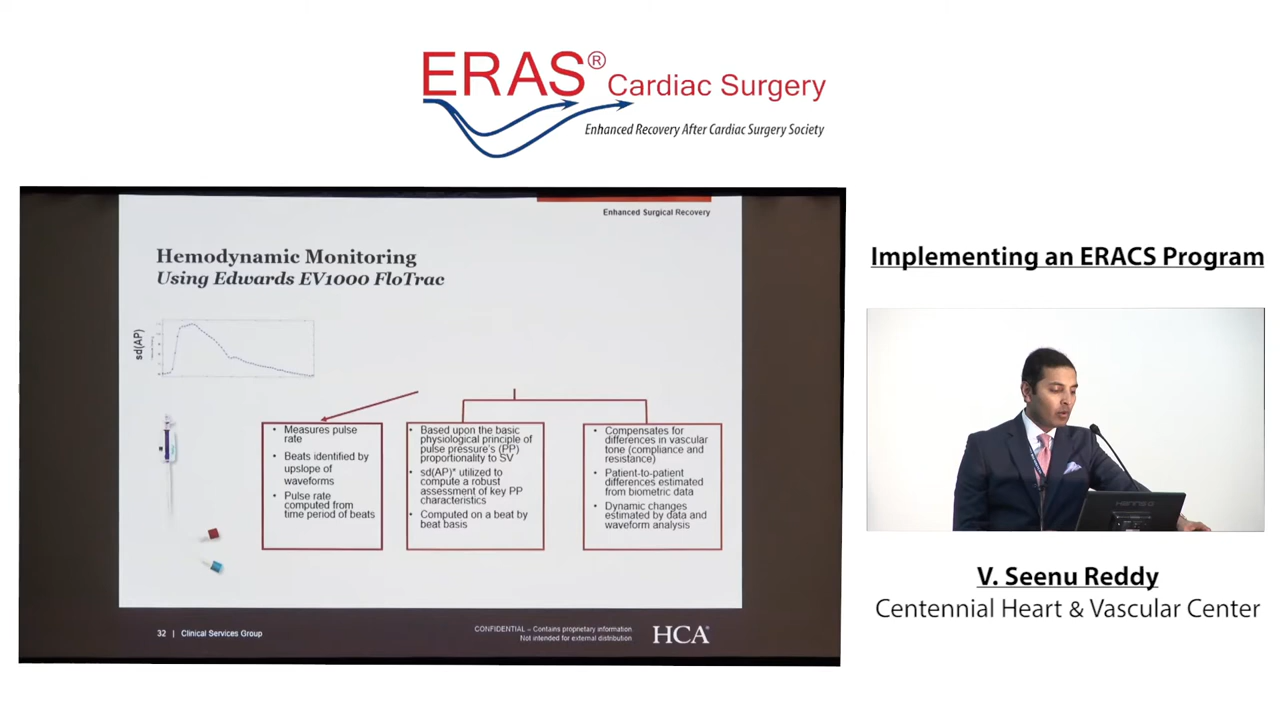 ERAS®
Cardiac Surgery
Enhanced Recovery After Cardiac Surgery Society
Enhanced Surgical Recovery
Hemodynamic Monitoring
Using Edwards EV1000 FloTrac
sd(AP)
• Measures pulse
rate
• Beats identified by
upslope of
waveforms
• Pulse rate
computed from
time period of beats
• Based upon the basic
physiological principle of
pulse pressure's (PP)
proportionality to SV
• sd(AP)* utilized to
compute a robust
assessment of key PP
characteristics
• Computed on a beat by
beat basis
• Compensates for
differences in vascular
tone (compliance and
resistance)
• Patient-to-patient
differences estimated
from biometric data
• Dynamic changes
estimated by data and
waveform analysis
32 | Clinical Services Group
CONFIDENTIAL – Contains proprietary information
Not intended for external distribution
HCA®
Implementing an ERACS Program
V. Seenu Reddy
Centennial Heart & Vascular Center